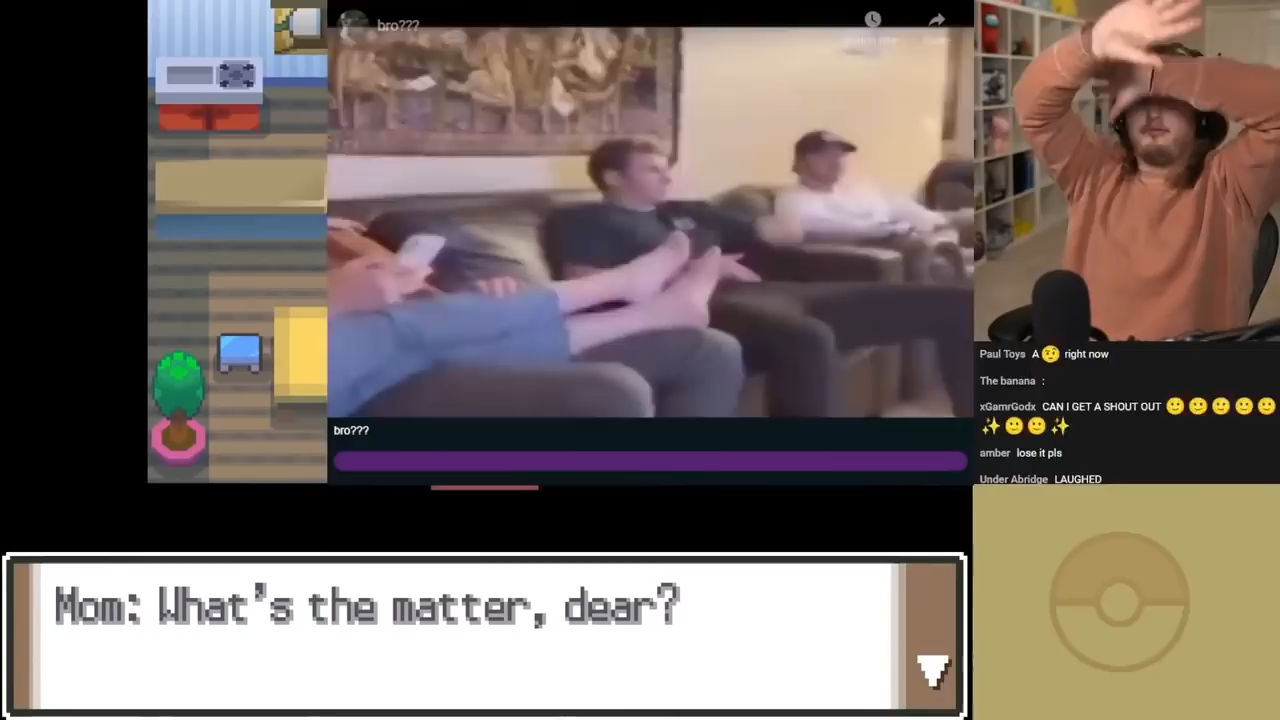 bro???
bro???
Paul Toys A 🤨 right now
The banana :
xGamrGodx CAN I GET A SHOUT OUT 🙂🙂🙂🙂🙂
✨🙂🙂✨
amber lose it pls
Under Abridge LAUGHED
Mom: What's the matter, dear?